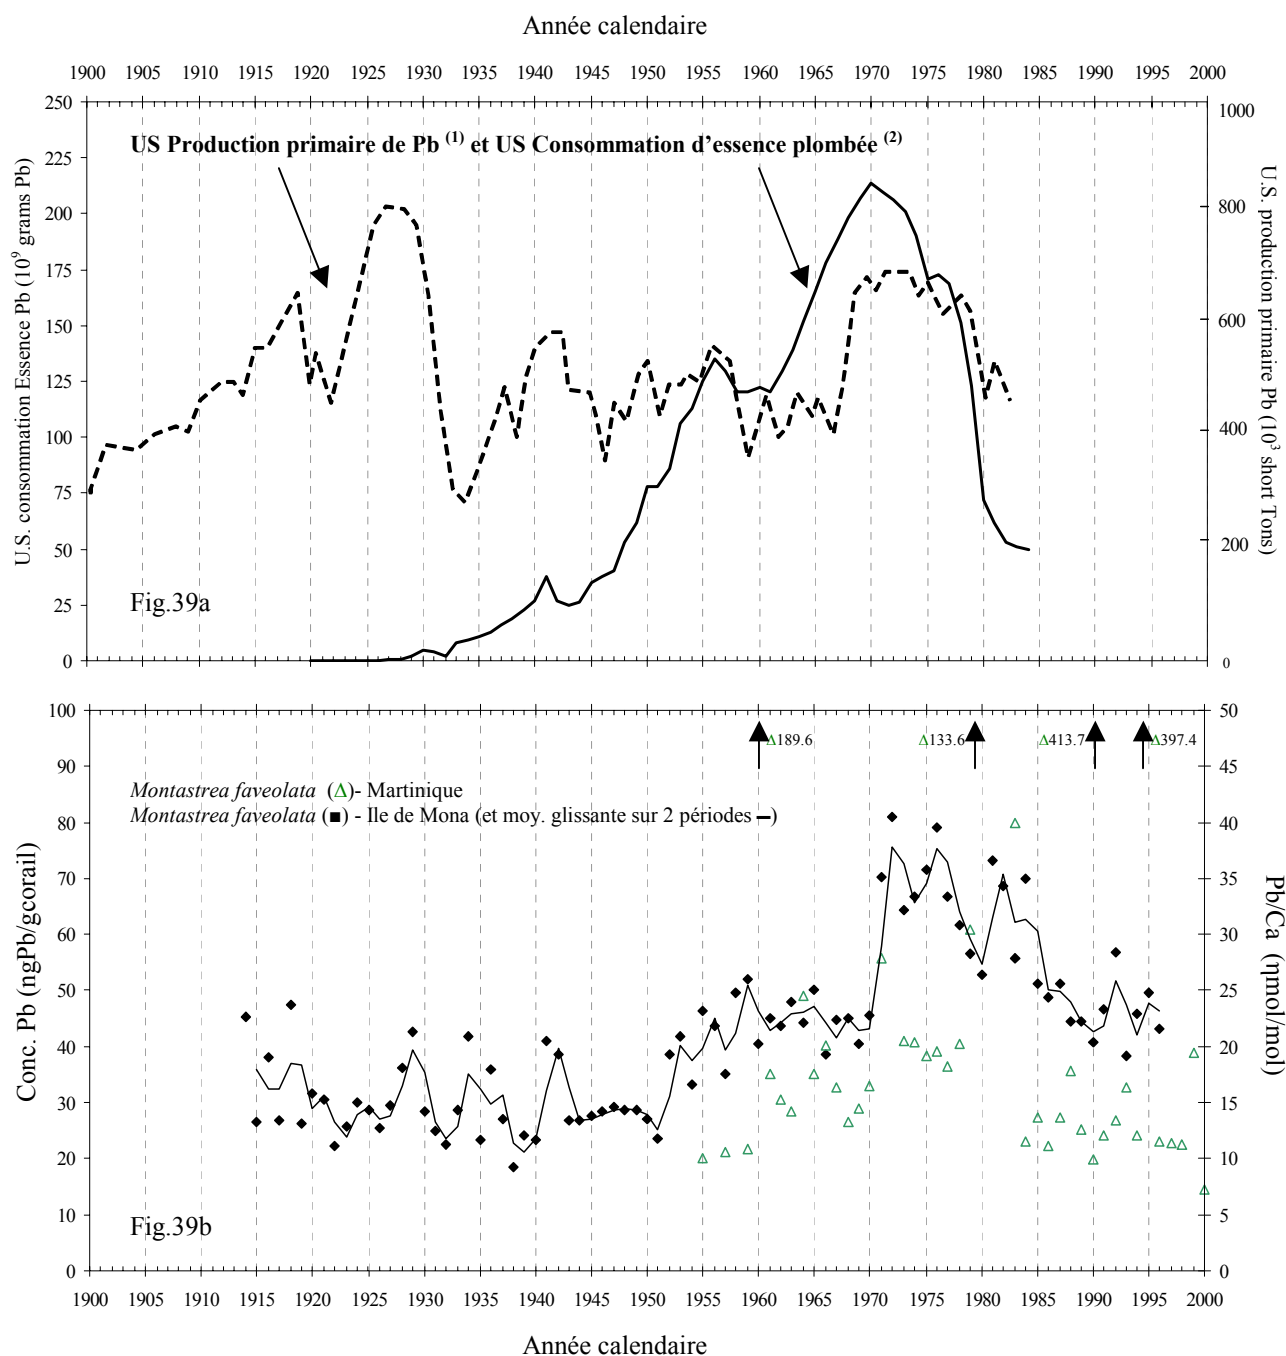 Année calendaire
1900 1905 1910 1915 1920 1925 1930 1935 1940 1945 1950 1955 1960 1965 1970 1975 1980 1985 1990 1995 2000
US Production primaire de Pb (1) et US Consommation d'essence plombée (2)
U.S. consommation Essence Pb (10⁹ grams Pb)
250
225
200
175
150
125
100
75
50
25
0
1000
800
600
400
200
0
U.S. production primaire Pb (10³ short Tons)
Fig.39a
Conc. Pb (ngPb/gcorail)
100
90
80
70
60
50
40
30
20
10
0
Δ189.6 Δ133.6 Δ413.7 Δ397.4
Montastrea faveolata (Δ)- Martinique
Montastrea faveolata (■) - Ile de Mona (et moy. glissante sur 2 périodes ━)
50
45
40
35
30
25
20
15
10
5
0
Pb/Ca (ηmol/mol)
Fig.39b
1900 1905 1910 1915 1920 1925 1930 1935 1940 1945 1950 1955 1960 1965 1970 1975 1980 1985 1990 1995 2000
Année calendaire